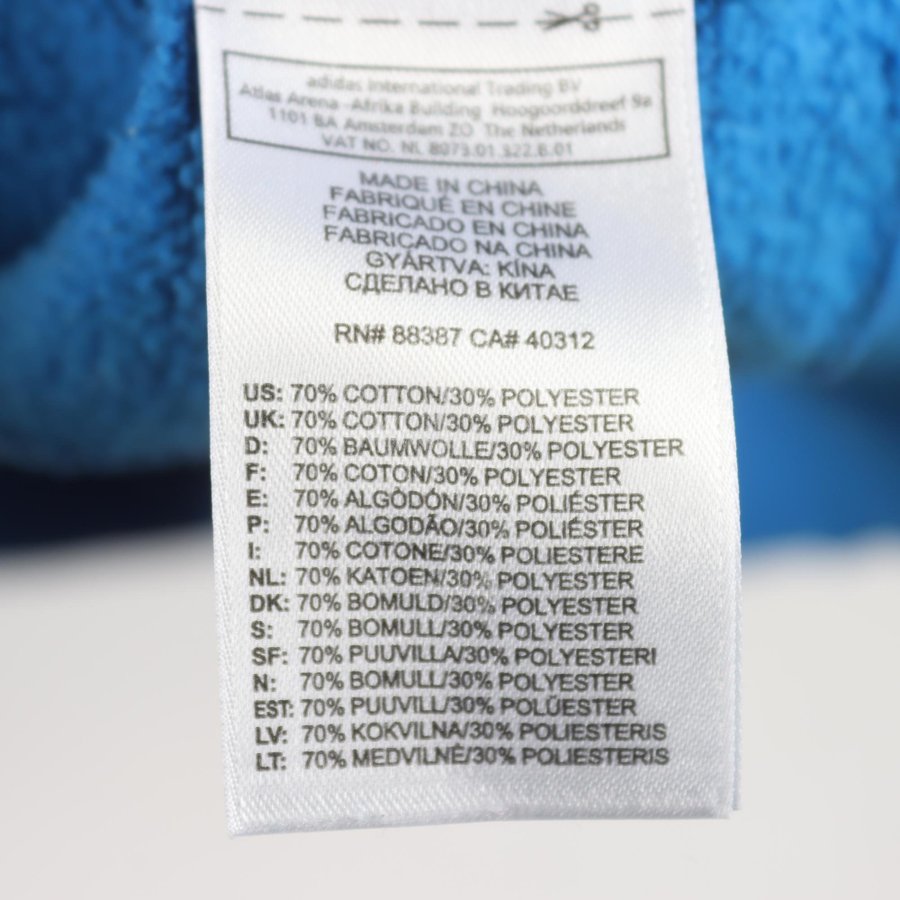 adidas International Trading BV
Atlas Arena -Afrika Building Hoogoorddreef 9a
1101 BA Amsterdam ZO The Netherlands
VAT NO. NL 8073.01.522.B.01
MADE IN CHINA
FABRIQUÉ EN CHINE
FABRICADO EN CHINA
FABRICADO NA CHINA
GYÁRTVA: KÍNA
СДЕЛАНО В КИТАЕ
RN# 88387 CA# 40312
US: 70% COTTON/30% POLYESTER
UK: 70% COTTON/30% POLYESTER
D: 70% BAUMWOLLE/30% POLYESTER
F: 70% COTON/30% POLYESTER
E: 70% ALGÓDÓN/30% POLIÉSTER
P: 70% ALGODÃO/30% POLIÉSTER
I: 70% COTONE/30% POLIESTERE
NL: 70% KATOEN/30% POLYESTER
DK: 70% BOMULD/30% POLYESTER
S: 70% BOMULL/30% POLYESTER
SF: 70% PUUVILLA/30% POLYESTERI
N: 70% BOMULL/30% POLYESTER
EST: 70% PUUVILL/30% POLÜESTER
LV: 70% KOKVILNA/30% POLIESTERIS
LT: 70% MEDVILNĖ/30% POLIESTERIS